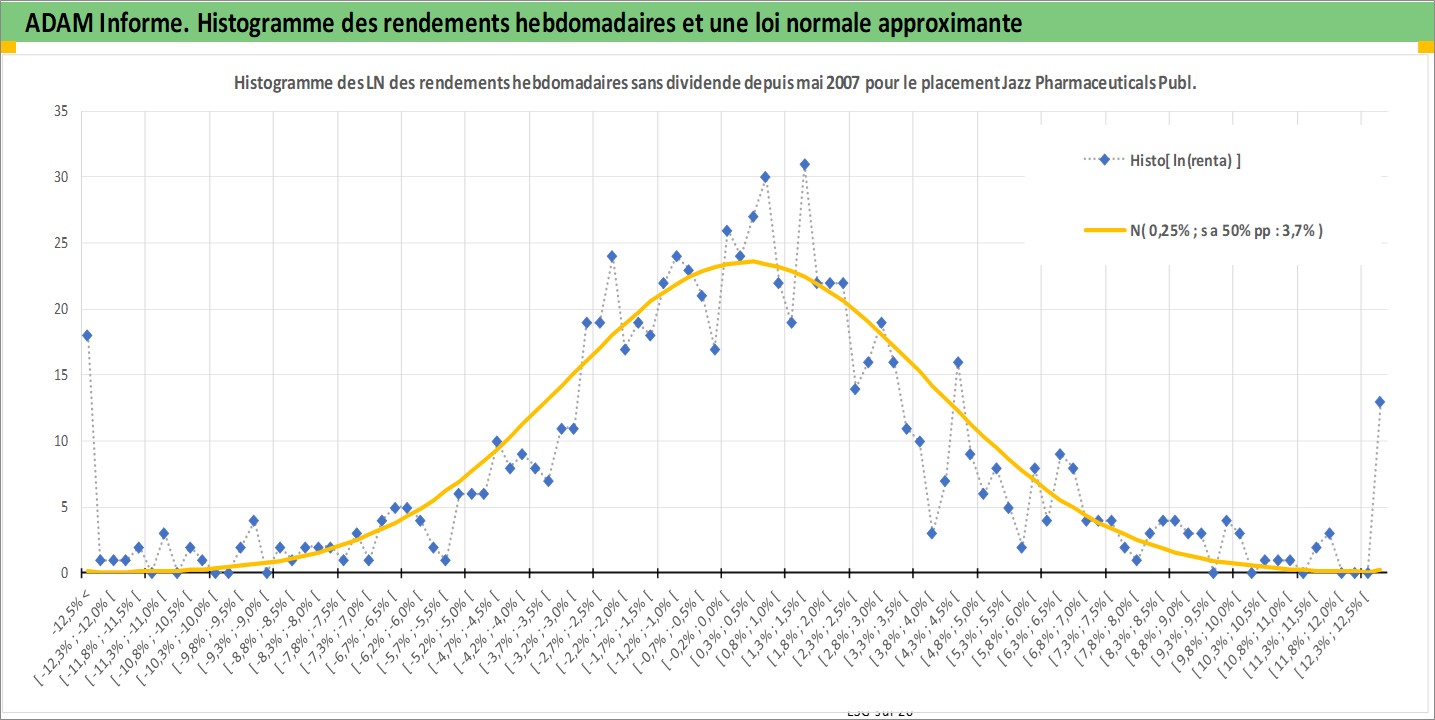 ADAM Informe. Histogramme des rendements hebdomadaires et une loi normale approximante
Histogramme des LN des rendements hebdomadaires sans dividende depuis mai 2007 pour le placement Jazz Pharmaceuticals Publ.
35
30
25
20
15
10
5
0
Histo[ ln(renta) ]
N( 0,25% ; s a 50% pp : 3,7% )
-12,5% <
[ -12,3% ; -12,0% [
[ -11,8% ; -11,5% [
[ -11,3% ; -11,0% [
[ -10,8% ; -10,5% [
[ -10,3% ; -10,0% [
[ -9,8% ; -9,5% [
[ -9,3% ; -9,0% [
[ -8,8% ; -8,5% [
[ -8,3% ; -8,0% [
[ -7,8% ; -7,5% [
[ -7,3% ; -7,0% [
[ -6,7% ; -6,5% [
[ -6,2% ; -6,0% [
[ -5,7% ; -5,5% [
[ -5,2% ; -5,0% [
[ -4,7% ; -4,5% [
[ -4,2% ; -4,0% [
[ -3,7% ; -3,5% [
[ -3,2% ; -3,0% [
[ -2,7% ; -2,5% [
[ -2,2% ; -2,0% [
[ -1,7% ; -1,5% [
[ -1,2% ; -1,0% [
[ -0,7% ; -0,5% [
[ -0,2% ; 0,0% [
[ 0,3% ; 0,5% [
[ 0,8% ; 1,0% [
[ 1,3% ; 1,5% [
[ 1,8% ; 2,0% [
[ 2,3% ; 2,5% [
[ 2,8% ; 3,0% [
[ 3,3% ; 3,5% [
[ 3,8% ; 4,0% [
[ 4,3% ; 4,5% [
[ 4,8% ; 5,0% [
[ 5,3% ; 5,5% [
[ 5,8% ; 6,0% [
[ 6,3% ; 6,5% [
[ 6,8% ; 7,0% [
[ 7,3% ; 7,5% [
[ 7,8% ; 8,0% [
[ 8,3% ; 8,5% [
[ 8,8% ; 9,0% [
[ 9,3% ; 9,5% [
[ 9,8% ; 10,0% [
[ 10,3% ; 10,5% [
[ 10,8% ; 11,0% [
[ 11,3% ; 11,5% [
[ 11,8% ; 12,0% [
[ 12,3% ; 12,5% [